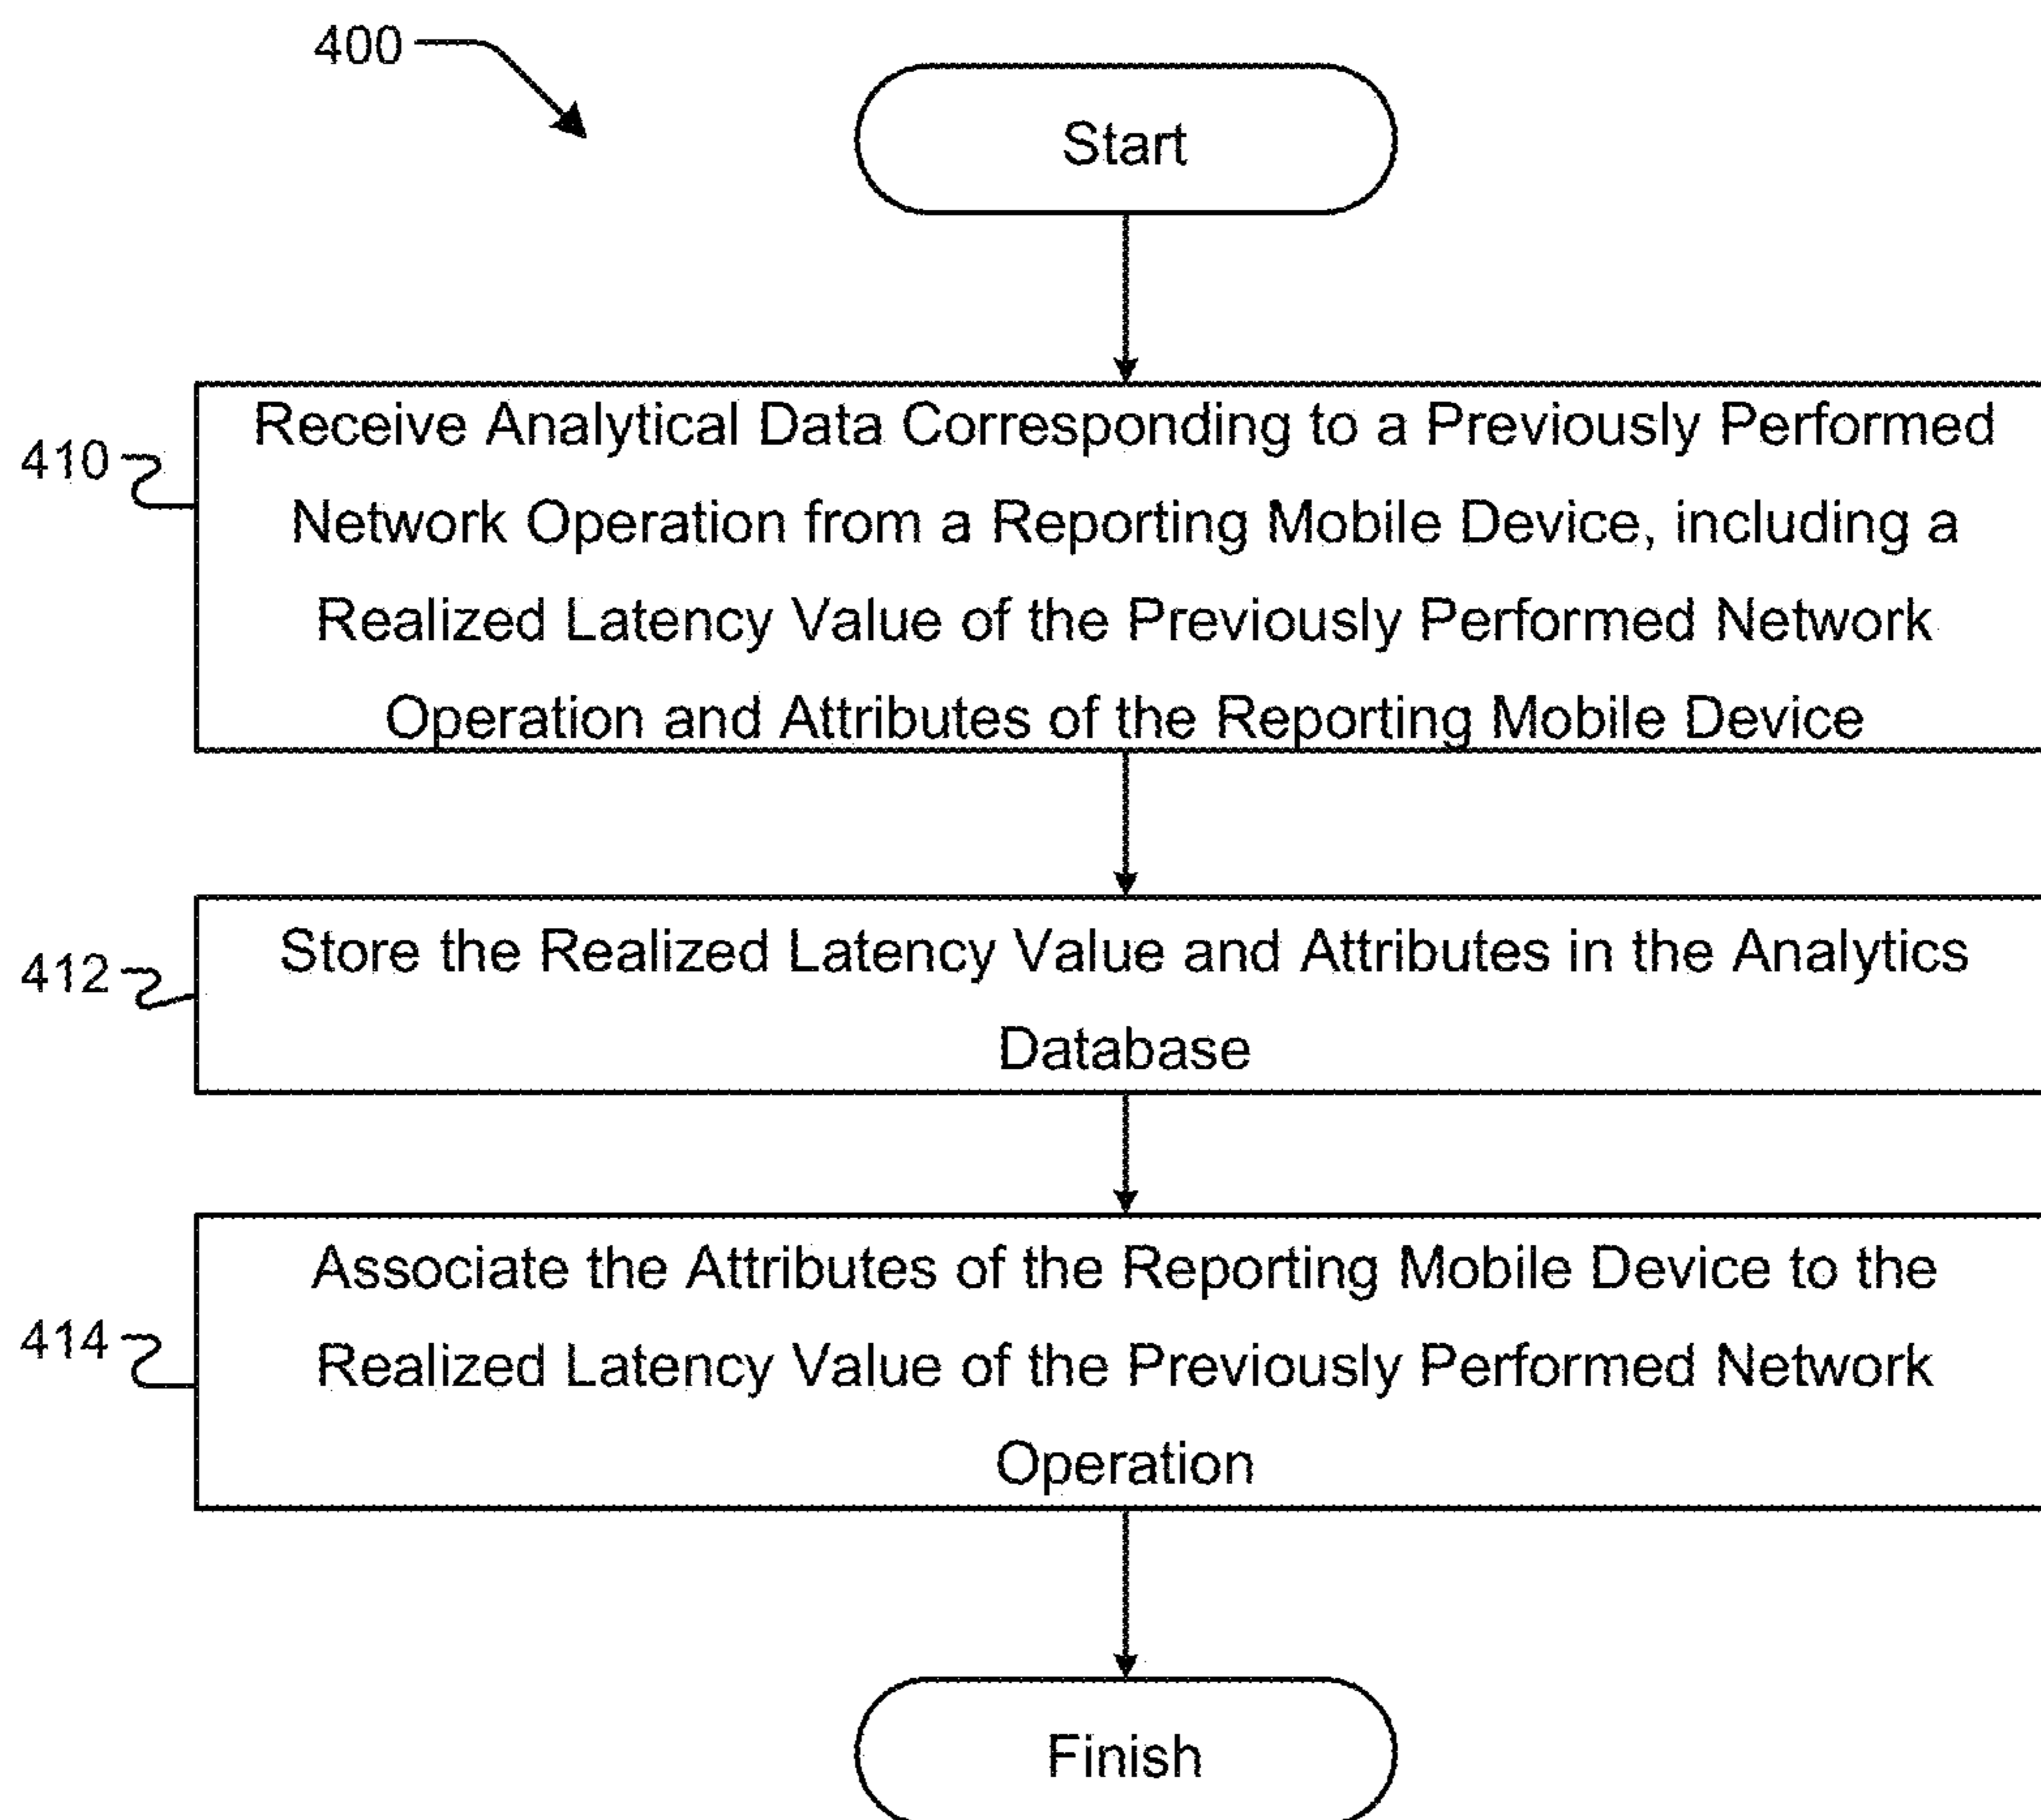 400
Start
410
Receive Analytical Data Corresponding to a Previously Performed
Network Operation from a Reporting Mobile Device, including a
Realized Latency Value of the Previously Performed Network
Operation and Attributes of the Reporting Mobile Device
412
Store the Realized Latency Value and Attributes in the Analytics
Database
414
Associate the Attributes of the Reporting Mobile Device to the
Realized Latency Value of the Previously Performed Network
Operation
Finish